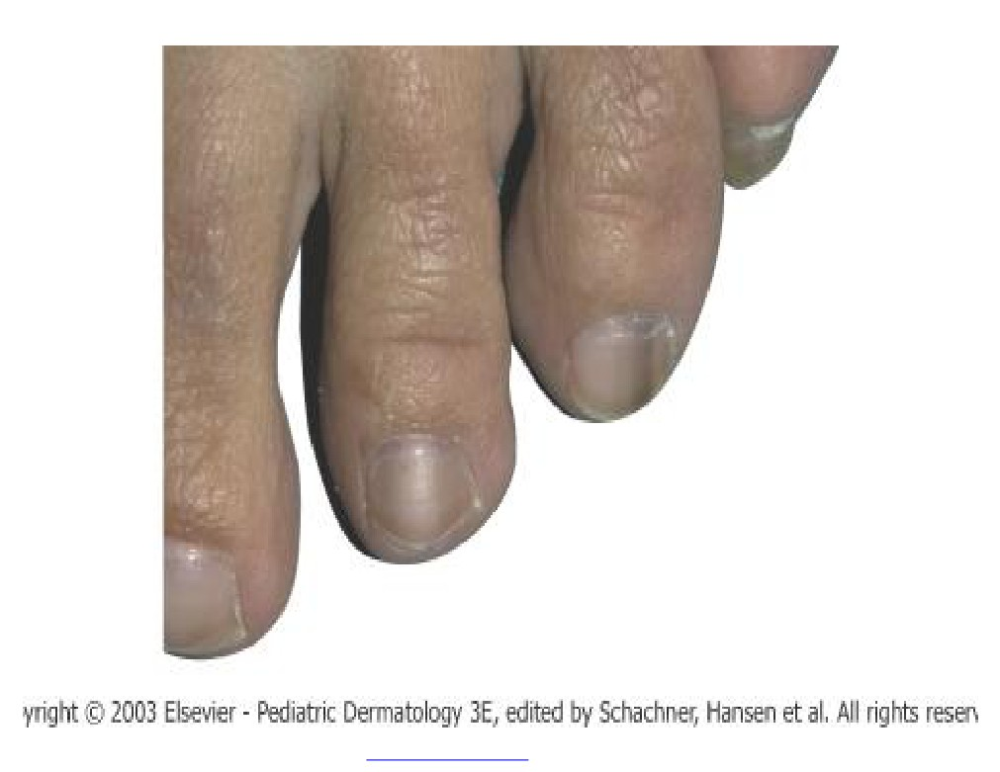 yright © 2003 Elsevier - Pediatric Dermatology 3E, edited by Schachner, Hansen et al. All rights reserv